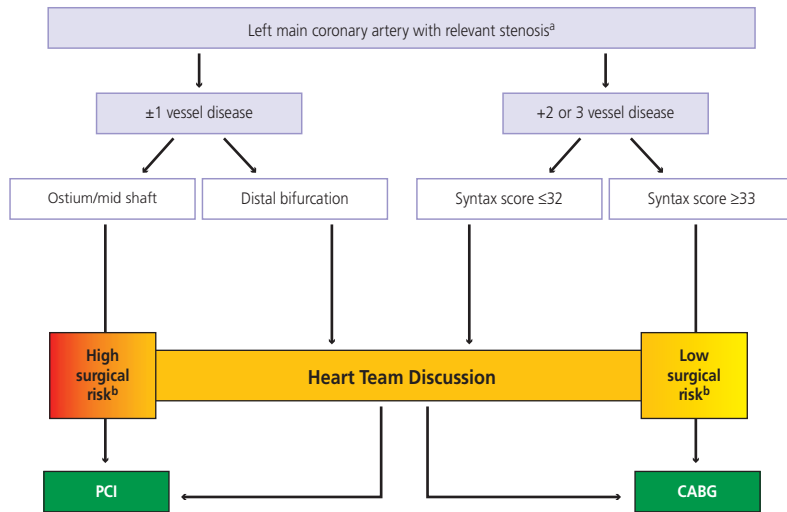 Left main coronary artery with relevant stenosisᵃ
±1 vessel disease
+2 or 3 vessel disease
Ostium/mid shaft
Distal bifurcation
Syntax score ≤32
Syntax score ≥33
High
surgical
riskᵇ
Heart Team Discussion
Low
surgical
riskᵇ
PCI
CABG